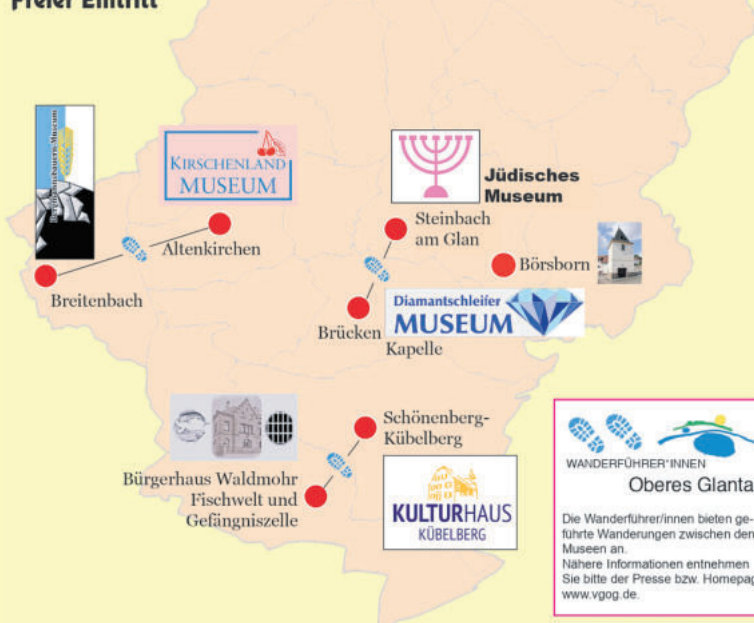 Freier Eintritt
Bergmannsbauern-Museum
KIRSCHENLAND
MUSEUM
Altenkirchen
Breitenbach
Jüdisches
Museum
Steinbach
am Glan
Börsborn
Brücken
Diamantschleifer
MUSEUM
Kapelle
Bürgerhaus Waldmohr
Fischwelt und
Gefängniszelle
Schönenberg-
Kübelberg
KULTURHAUS
KÜBELBERG
WANDERFÜHRER*INNEN
Oberes Glanta
Die Wanderführer/innen bieten ge-
führte Wanderungen zwischen den
Museen an.
Nähere Informationen entnehmen
Sie bitte der Presse bzw. Homepag
www.vgog.de.